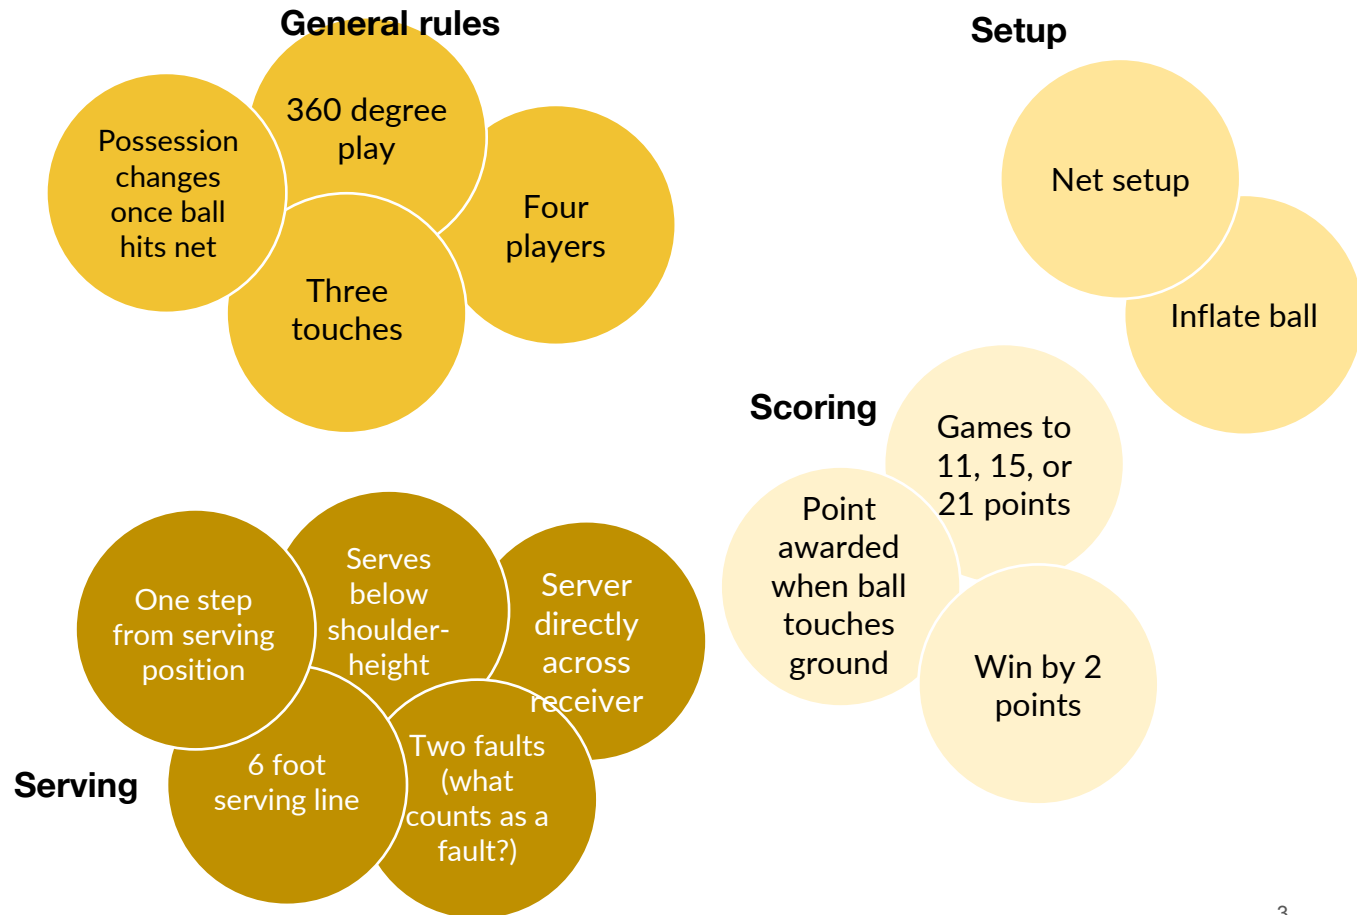 General rules
Possession
changes
once ball
hits net
360 degree
play
Four
players
Three
touches
Setup
Net setup
Inflate ball
Scoring
Games to
11, 15, or
21 points
Point
awarded
when ball
touches
ground
Win by 2
points
Serving
One step
from serving
position
Serves
below
shoulder-
height
Server
directly
across
receiver
6 foot
serving line
Two faults
(what
counts as a
fault?)
3